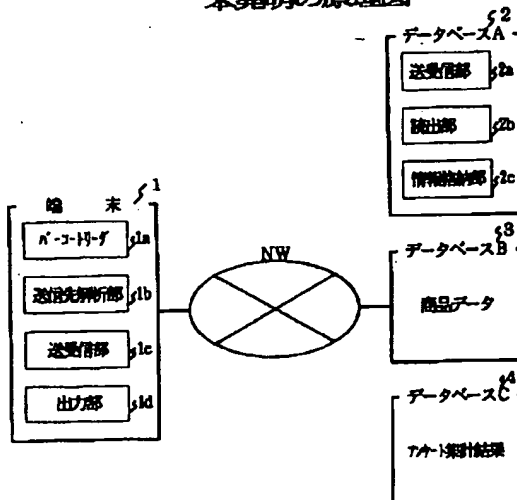 本発明の原理図
2
データベースA
送受信部 2a
読出部 2b
情報格納部 2c
端 末 1
バーコードリーダ 1a
送信先解析部 1b
送受信部 1c
出力部 1d
NW
3
データベースB
商品データ
4
データベースC
アンケート集計結果